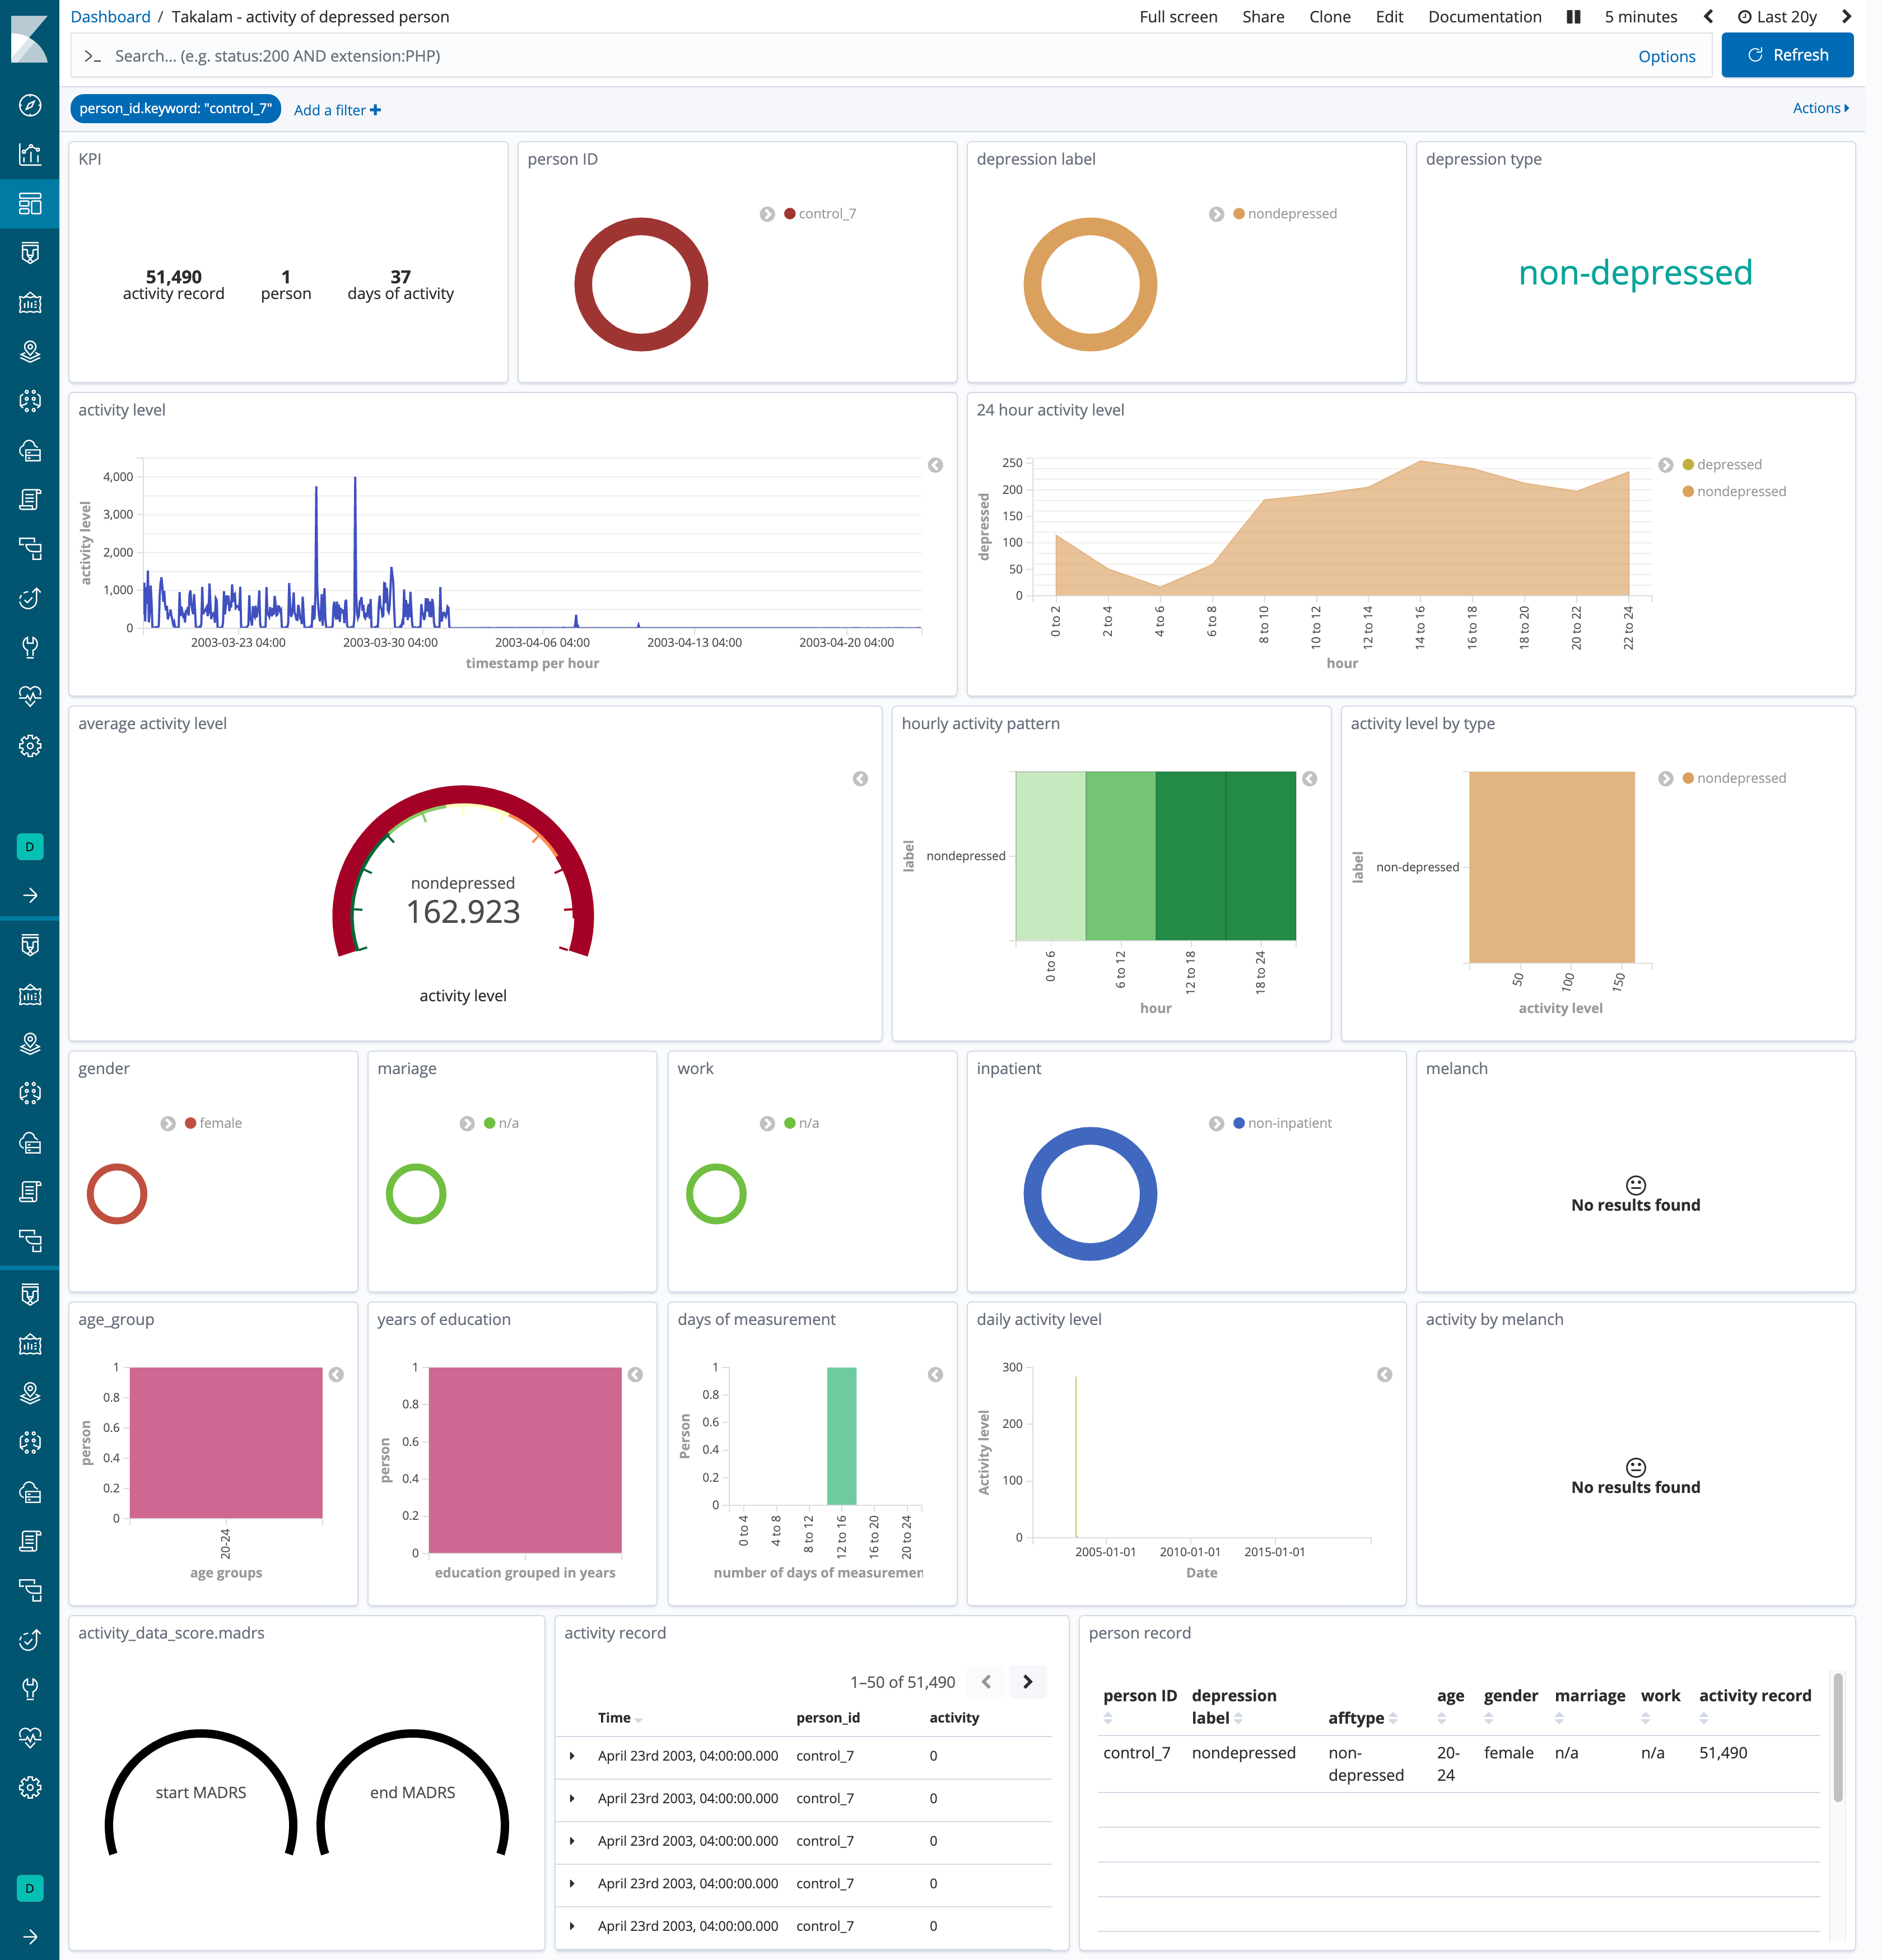 Dashboard / Takalam - activity of depressed person
Full screen Share Clone Edit Documentation 5 minutes Last 20y
>_ Search... (e.g. status:200 AND extension:PHP)
Options
Refresh
person_id.keyword: "control_7"
Add a filter +
Actions
KPI
51,490 1 37
activity record person days of activity
person ID
control_7
depression label
nondepressed
depression type
non-depressed
activity level
4,000
3,000
2,000
1,000
0
activity level
2003-03-23 04:00 2003-03-30 04:00 2003-04-06 04:00 2003-04-13 04:00 2003-04-20 04:00
timestamp per hour
24 hour activity level
250
200
150
100
50
0
depressed
0 to 2 2 to 4 4 to 6 6 to 8 8 to 10 10 to 12 12 to 14 14 to 16 16 to 18 18 to 20 20 to 22 22 to 24
hour
depressed
nondepressed
average activity level
nondepressed
162.923
activity level
hourly activity pattern
label
nondepressed
0 to 6 6 to 12 12 to 18 18 to 24
hour
activity level by type
nondepressed
label
non-depressed
50 100 150
activity level
D
gender
female
mariage
n/a
work
n/a
inpatient
non-inpatient
melanch
No results found
age_group
1
0.8
0.6
0.4
0.2
0
person
20-24
age groups
years of education
1
0.8
0.6
0.4
0.2
0
person
education grouped in years
days of measurement
1
0.8
0.6
0.4
0.2
0
Person
0 to 4 4 to 8 8 to 12 12 to 16 16 to 20 20 to 24
number of days of measuremen
daily activity level
300
200
100
0
Activity level
2005-01-01 2010-01-01 2015-01-01
Date
activity by melanch
No results found
activity_data_score.madrs
start MADRS
end MADRS
activity record
1–50 of 51,490
Time person_id activity
April 23rd 2003, 04:00:00.000 control_7 0
April 23rd 2003, 04:00:00.000 control_7 0
April 23rd 2003, 04:00:00.000 control_7 0
April 23rd 2003, 04:00:00.000 control_7 0
April 23rd 2003, 04:00:00.000 control_7 0
person record
person ID depression age gender marriage work activity record
label afftype
control_7 nondepressed non- 20- female n/a n/a 51,490
depressed 24
D